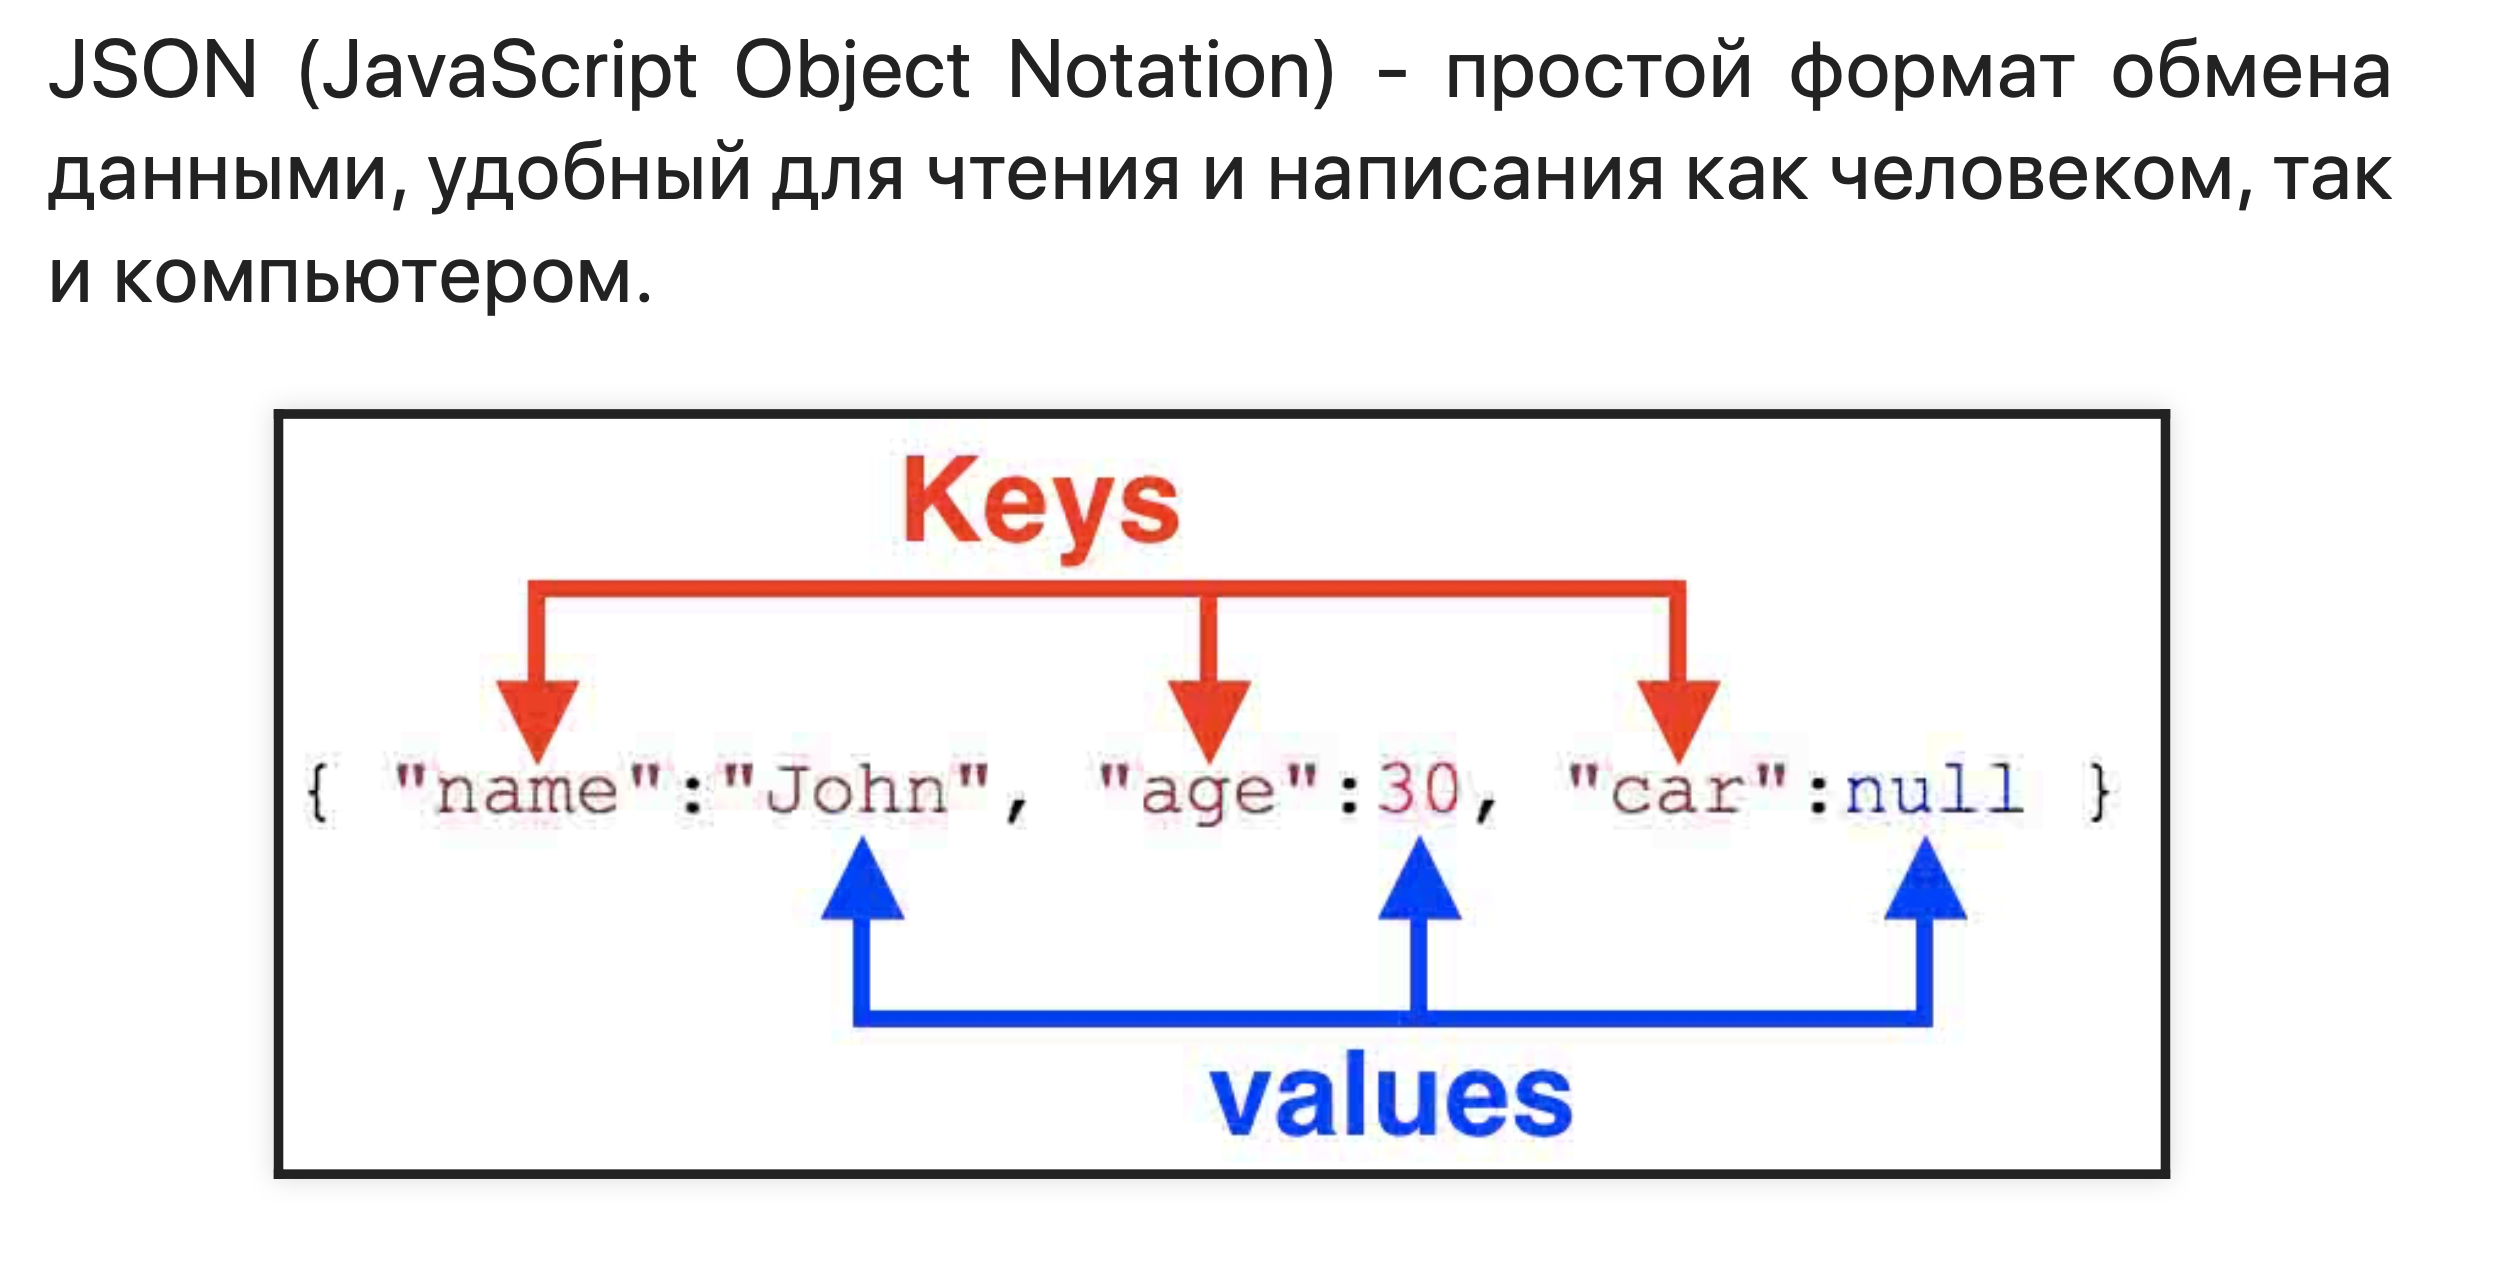 JSON (JavaScript Object Notation) - простой формат обмена
данными, удобный для чтения и написания как человеком, так
и компьютером.
Keys
{ "name":"John", "age":30, "car":null }
values